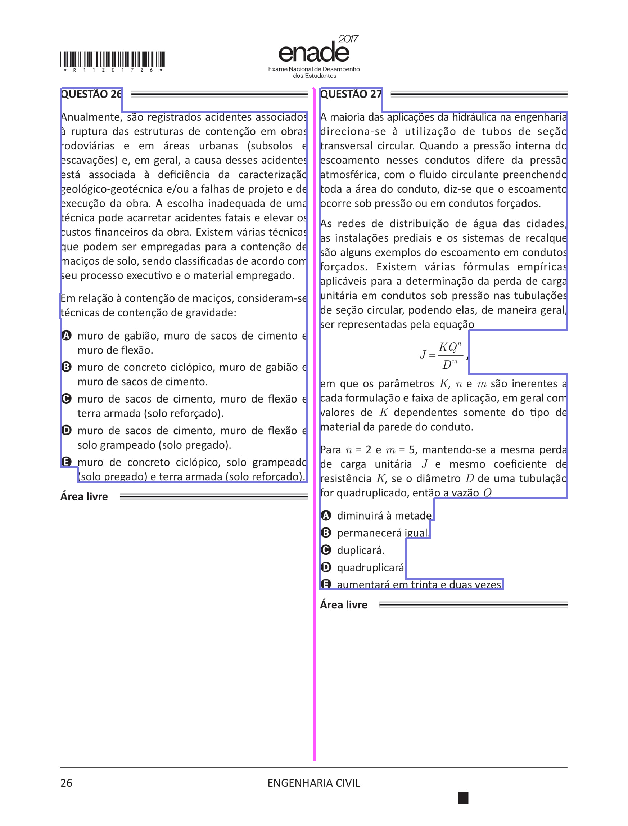 *R1120172 6*
enade
2017
Exame Nacional de Desempenho
dos Estudantes
QUESTÃO 26
Anualmente, são registrados acidentes associados
à ruptura das estruturas de contenção em obras
rodoviárias e em áreas urbanas (subsolos e
escavações) e, em geral, a causa desses acidentes
está associada à deficiência da caracterização
geológico-geotécnica e/ou a falhas de projeto e de
execução da obra. A escolha inadequada de uma
técnica pode acarretar acidentes fatais e elevar os
custos financeiros da obra. Existem várias técnicas
que podem ser empregadas para a contenção de
maciços de solo, sendo classificadas de acordo com
seu processo executivo e o material empregado.
Em relação à contenção de maciços, consideram-se
técnicas de contenção de gravidade:
A muro de gabião, muro de sacos de cimento e
muro de flexão.
B muro de concreto ciclópico, muro de gabião e
muro de sacos de cimento.
C muro de sacos de cimento, muro de flexão e
terra armada (solo reforçado).
D muro de sacos de cimento, muro de flexão e
solo grampeado (solo pregado).
E muro de concreto ciclópico, solo grampeado
(solo pregado) e terra armada (solo reforçado).
Área livre
QUESTÃO 27
A maioria das aplicações da hidráulica na engenharia
direciona-se à utilização de tubos de seção
transversal circular. Quando a pressão interna do
escoamento nesses condutos difere da pressão
atmosférica, com o fluido circulante preenchendo
toda a área do conduto, diz-se que o escoamento
ocorre sob pressão ou em condutos forçados.
As redes de distribuição de água das cidades,
as instalações prediais e os sistemas de recalque
são alguns exemplos do escoamento em condutos
forçados. Existem várias fórmulas empíricas
aplicáveis para a determinação da perda de carga
unitária em condutos sob pressão nas tubulações
de seção circular, podendo elas, de maneira geral,
ser representadas pela equação
J = KQⁿ / Dᵐ ,
em que os parâmetros K, n e m são inerentes a
cada formulação e faixa de aplicação, em geral com
valores de K dependentes somente do tipo de
material da parede do conduto.
Para n = 2 e m = 5, mantendo-se a mesma perda
de carga unitária J e mesmo coeficiente de
resistência K, se o diâmetro D de uma tubulação
for quadruplicado, então a vazão Q
A diminuirá à metade.
B permanecerá igual.
C duplicará.
D quadruplicará.
E aumentará em trinta e duas vezes.
Área livre
26
ENGENHARIA CIVIL